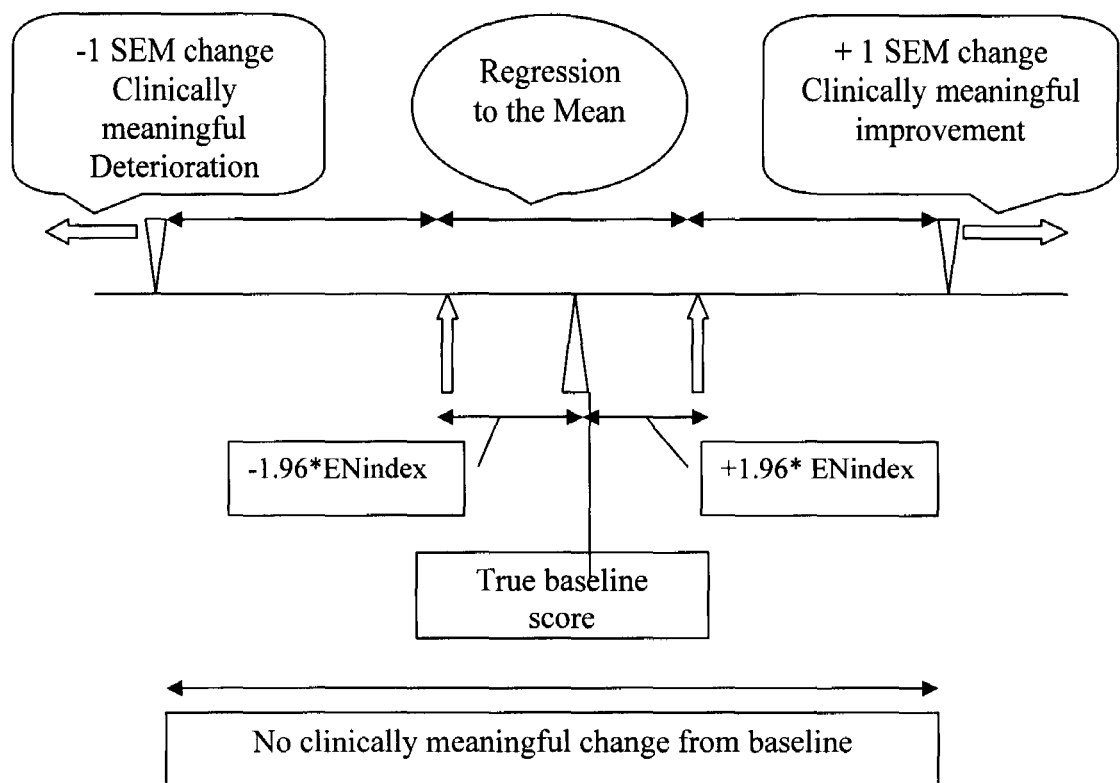 -1 SEM change
Clinically
meaningful
Deterioration
Regression
to the Mean
+ 1 SEM change
Clinically meaningful
improvement
-1.96*ENindex
+1.96* ENindex
True baseline
score
No clinically meaningful change from baseline